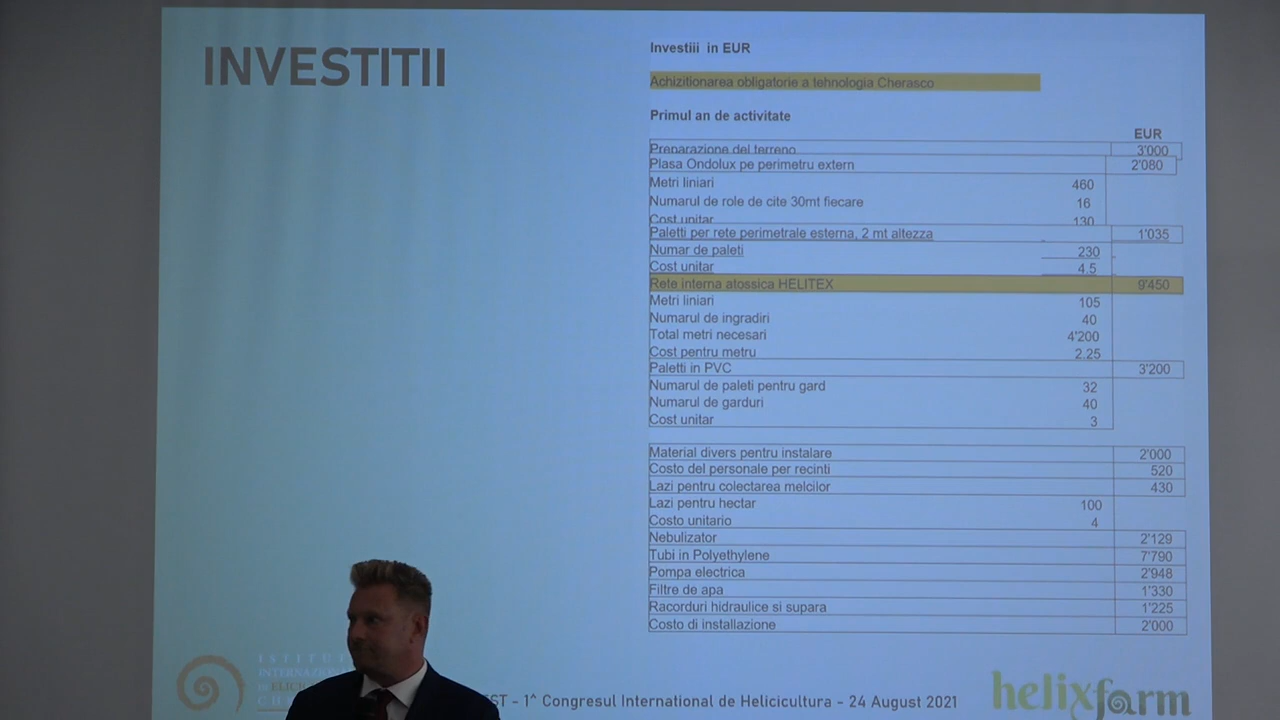 INVESTITII
Investiii in EUR
Achizitionarea obligatorie a tehnologia Cherasco
Primul an de activitate
EUR
Preparazione del terreno 3'000
Plasa Ondolux pe perimetru extern 2'080
Metri liniari 460
Numarul de role de cite 30mt fiecare 16
Cost unitar 130
Paletti per rete perimetrale esterna, 2 mt altezza 1'035
Numar de paleti 230
Cost unitar 4.5
Rete interna atossica HELITEX 9'450
Metri liniari 105
Numarul de ingradiri 40
Total metri necesari 4'200
Cost pentru metru 2.25
Paletti in PVC 3'200
Numarul de paleti pentru gard 32
Numarul de garduri 40
Cost unitar 3
Material divers pentru instalare 2'000
Costo del personale per recinti 520
Lazi pentru colectarea melcilor 430
Lazi pentru hectar 100
Costo unitario 4
Nebulizator 2'129
Tubi in Polyethylene 7'790
Pompa electrica 2'948
Filtre de apa 1'330
Racorduri hidraulice si supara 1'225
Costo di installazione 2'000
1^ Congresul International de Helicicultura - 24 August 2021
helixfarm